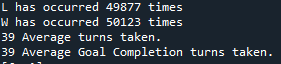 L has occurred 49877 times
W has occurred 50123 times
39 Average turns taken.
39 Average Goal Completion turns taken.